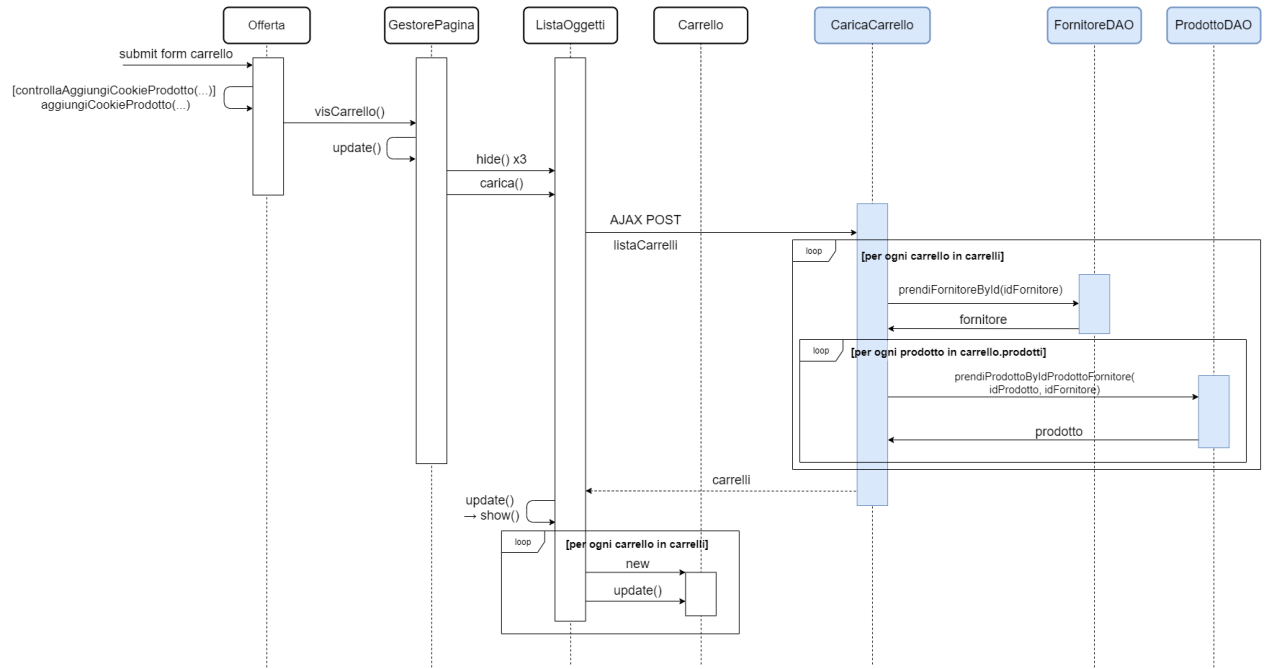 Offerta
GestorePagina
ListaOggetti
Carrello
CaricaCarrello
FornitoreDAO
ProdottoDAO
submit form carrello
[controllaAggiungiCookieProdotto(...)]
aggiungiCookieProdotto(...)
visCarrello()
update()
hide() x3
carica()
AJAX POST
listaCarrelli
loop
[per ogni carrello in carrelli]
prendiFornitoreById(idFornitore)
fornitore
loop
[per ogni prodotto in carrello.prodotti]
prendiProdottoByIdProdottoFornitore(
idProdotto, idFornitore)
prodotto
carrelli
update()
→ show()
loop
[per ogni carrello in carrelli]
new
update()